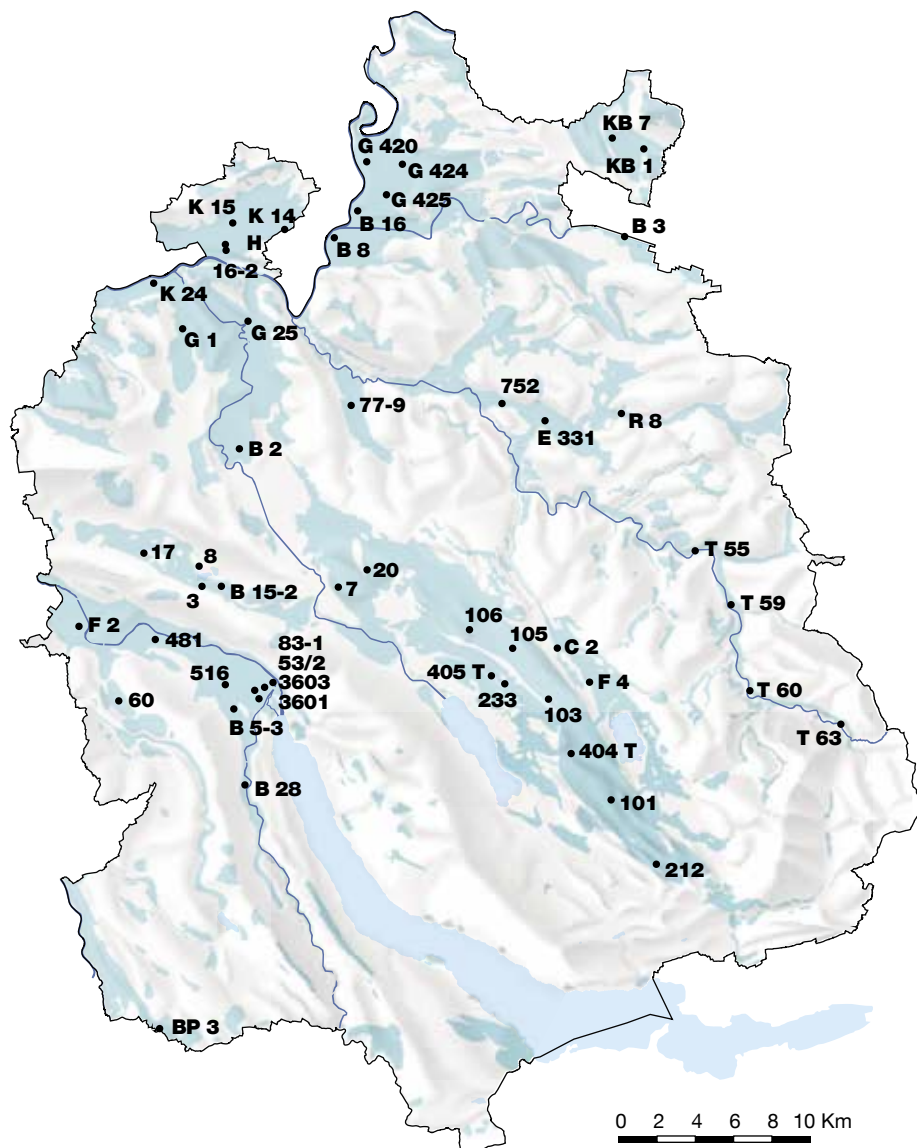 KB 7
KB 1
G 420
G 424
G 425
K 15
K 14
B 16
B 3
H
B 8
16-2
K 24
G 25
G 1
752
77-9
R 8
E 331
B 2
17
8
T 55
20
3
B 15-2
7
T 59
F 2
106
481
105
C 2
83-1
53/2
516
3603
405 T
F 4
60
3601
233
T 60
103
B 5-3
T 63
404 T
B 28
101
212
BP 3
0 2 4 6 8 10 Km